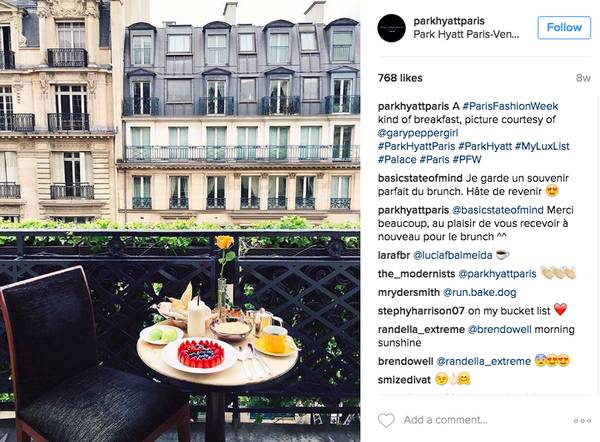 parkhyattparis
Park Hyatt Paris-Ven...
Follow
768 likes
8w
parkhyattparis A #ParisFashionWeek
kind of breakfast, picture courtesy of
@garypeppergirl
#ParkHyattParis #ParkHyatt #MyLuxList
#Palace #Paris #PFW
basicstateofmind Je garde un souvenir
parfait du brunch. Hâte de revenir 😍
parkhyattparis @basicstateofmind Merci
beaucoup, au plaisir de vous recevoir à
nouveau pour le brunch ^^
larafbr @luciafbalmeida ☕
the_modernists @parkhyattparis 👏🏼👏🏼👏🏼
mrydersmith @run.bake.dog
stephyharrison07 on my bucket list ❤️
randella_extreme @brendowell morning
sunshine
brendowell @randella_extreme 😰😍😍
smizedivat 😉👌🏻🤗
Add a comment...